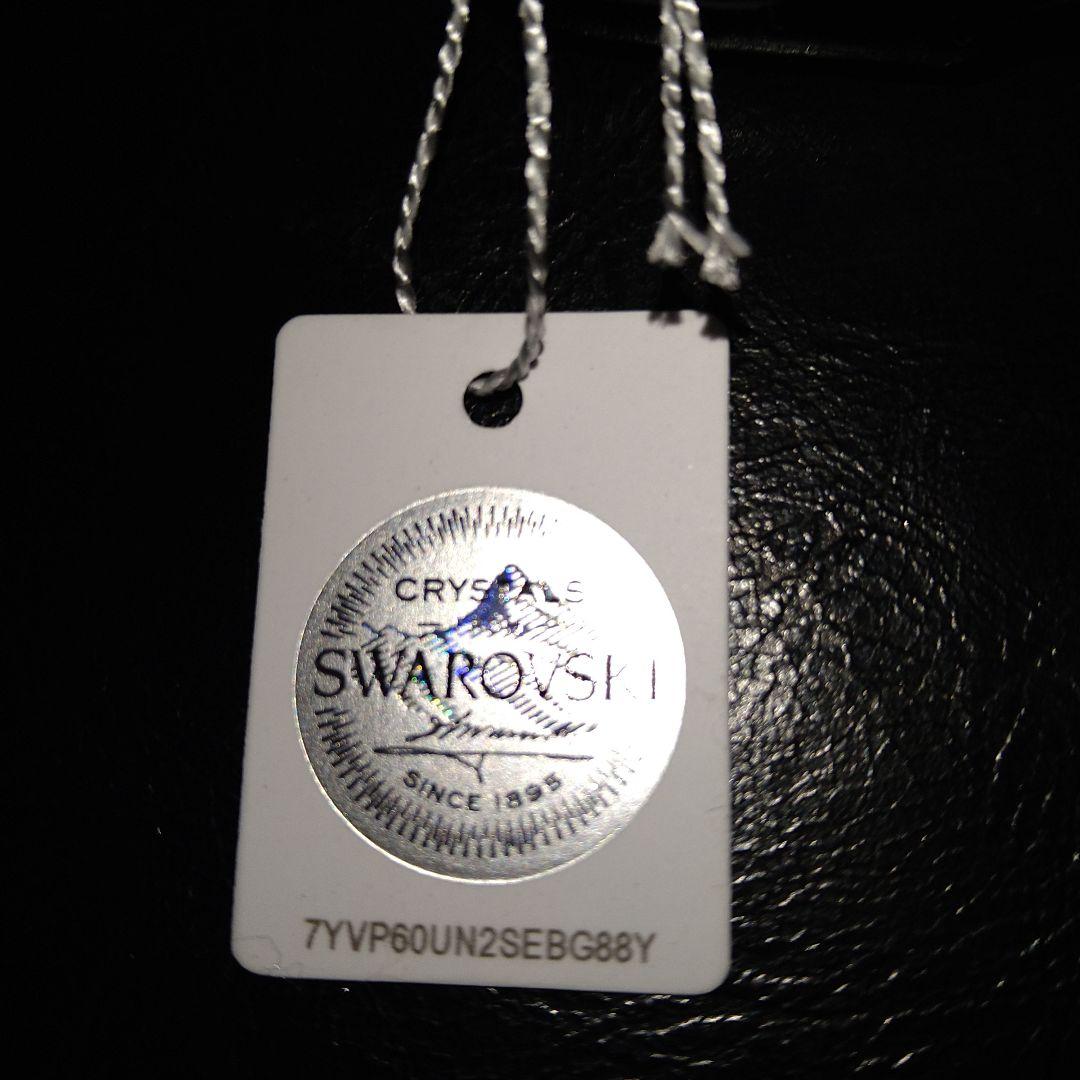 CRYSTALS
SWAROVSKI
SINCE 1895
7YVP60UN2SEBG88Y